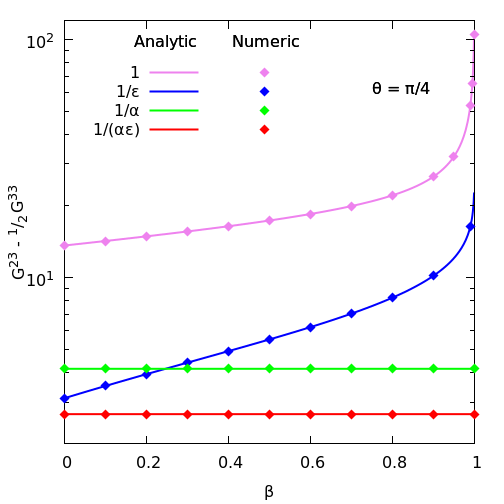 10²
Analytic Numeric
1
1/ε
1/α
1/(αε)
θ = π/4
G²³ - ¹/₂G³³
10¹
0 0.2 0.4 0.6 0.8 1
β